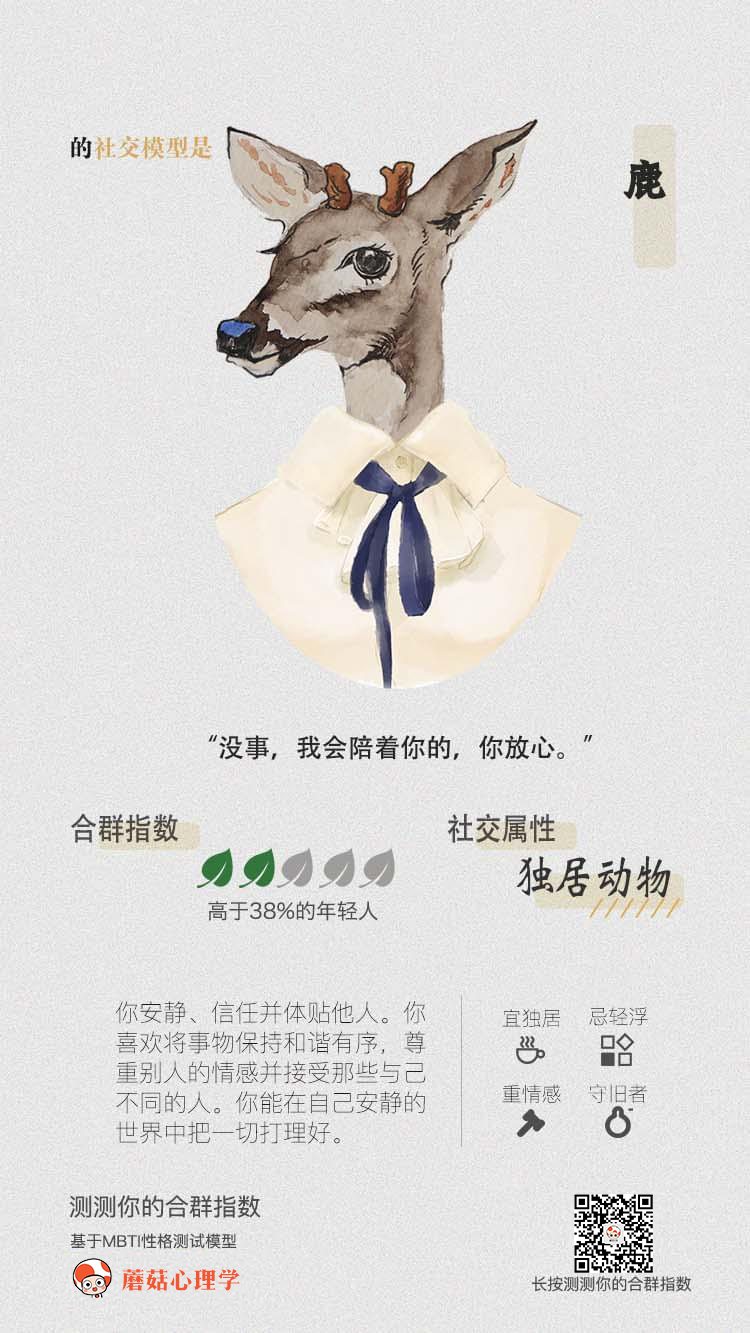 的社交模型是
鹿
“没事，我会陪着你的，你放心。”
合群指数
高于38%的年轻人
社交属性
独居动物
你安静、信任并体贴他人。你
喜欢将事物保持和谐有序，尊
重别人的情感并接受那些与己
不同的人。你能在自己安静的
世界中把一切打理好。
宜独居
忌轻浮
重情感
守旧者
测测你的合群指数
基于MBTI性格测试模型
蘑菇心理学
长按测测你的合群指数